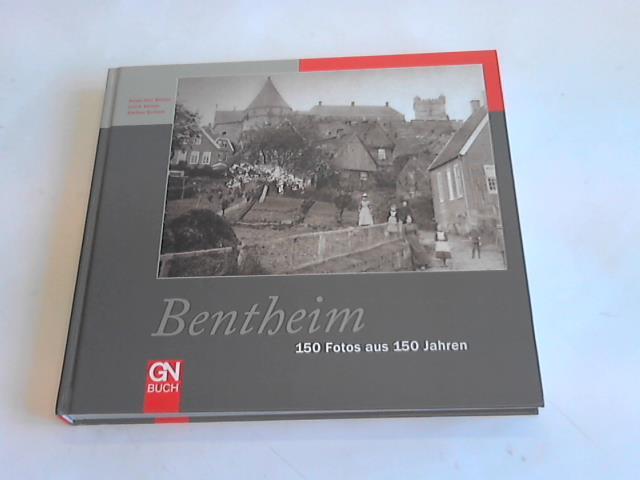 Bentheim
150 Fotos aus 150 Jahren
GN
BUCH